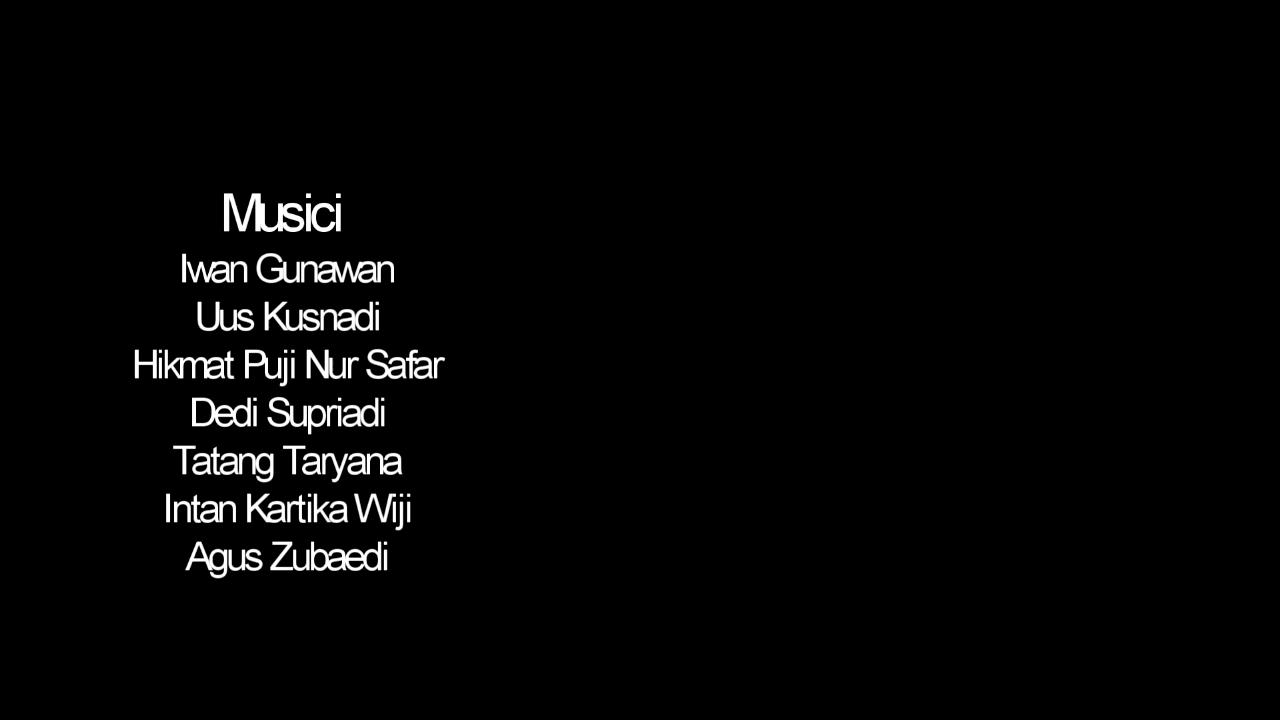 Musici
Iwan Gunawan
Uus Kusnadi
Hikmat Puji Nur Safar
Dedi Supriadi
Tatang Taryana
Intan Kartika Wiji
Agus Zubaedi